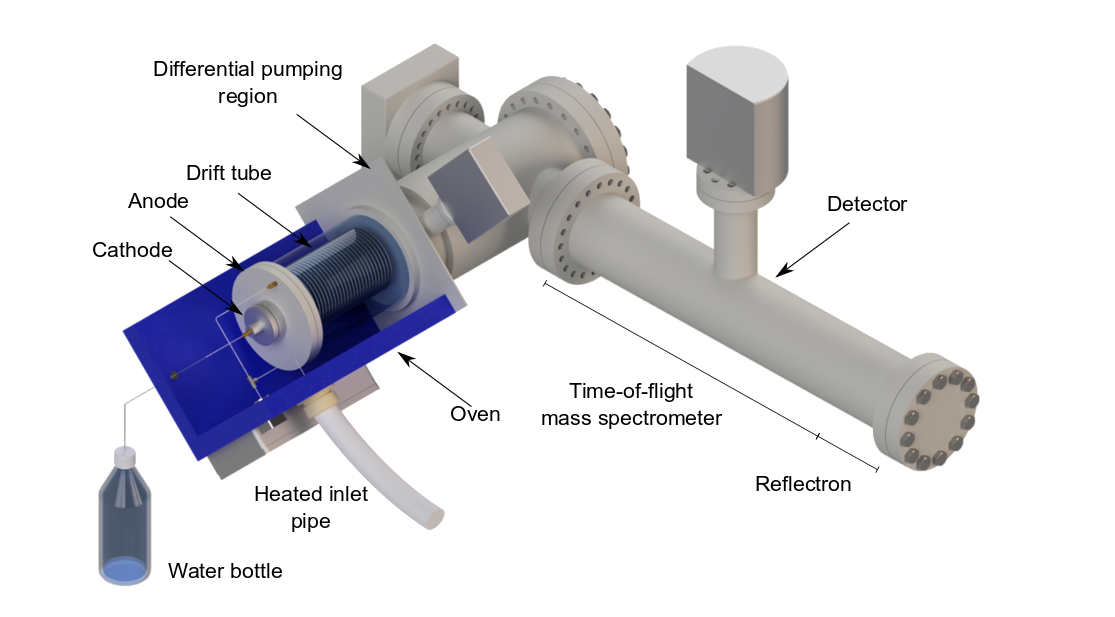 Differential pumping
region
Drift tube
Anode
Cathode
Detector
Time-of-flight
mass spectrometer
Oven
Reflectron
Heated inlet
pipe
Water bottle